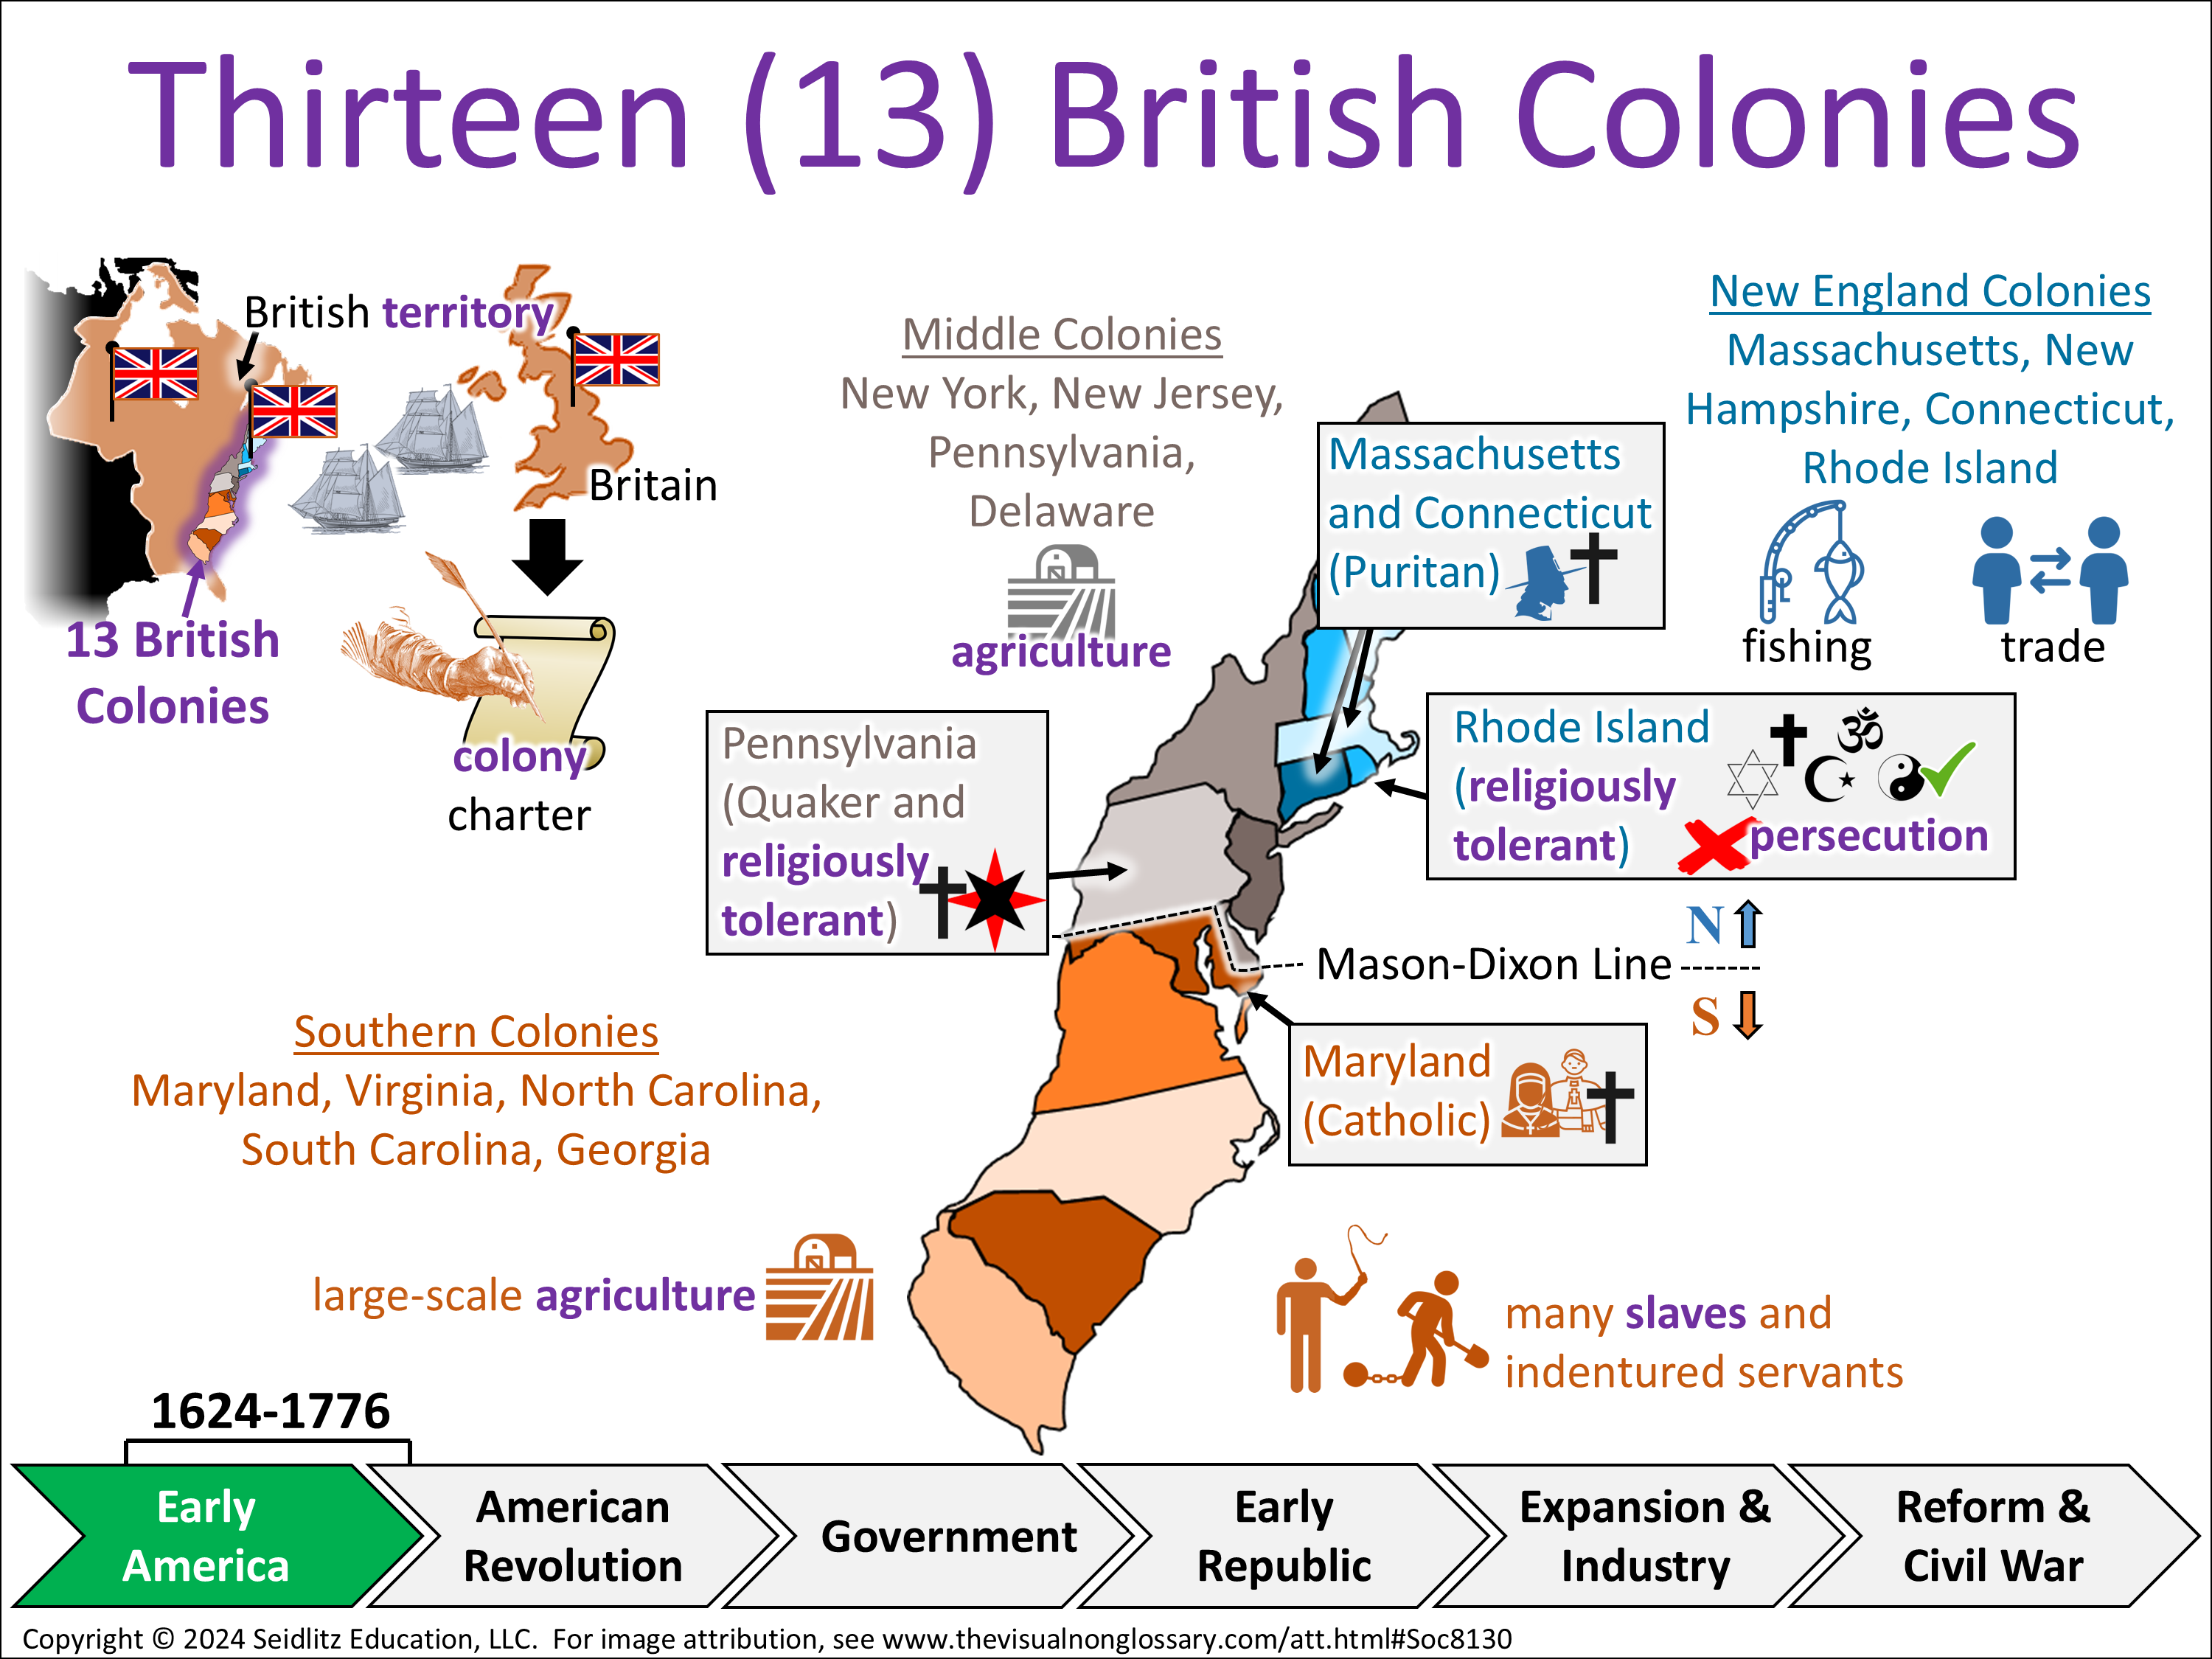 Thirteen (13) British Colonies
British territory
Britain
13 British
Colonies
colony
charter
Middle Colonies
New York, New Jersey,
Pennsylvania,
Delaware
agriculture
New England Colonies
Massachusetts, New
Hampshire, Connecticut,
Rhode Island
fishing
trade
Massachusetts
and Connecticut
(Puritan)
Pennsylvania
(Quaker and
religiously
tolerant)
Rhode Island
(religiously
tolerant)
persecution
N
Mason-Dixon Line
S
Maryland
(Catholic)
Southern Colonies
Maryland, Virginia, North Carolina,
South Carolina, Georgia
large-scale agriculture
many slaves and
indentured servants
1624-1776
Early
America
American
Revolution
Government
Early
Republic
Expansion &
Industry
Reform &
Civil War
Copyright © 2024 Seidlitz Education, LLC. For image attribution, see www.thevisualnonglossary.com/att.html#Soc8130